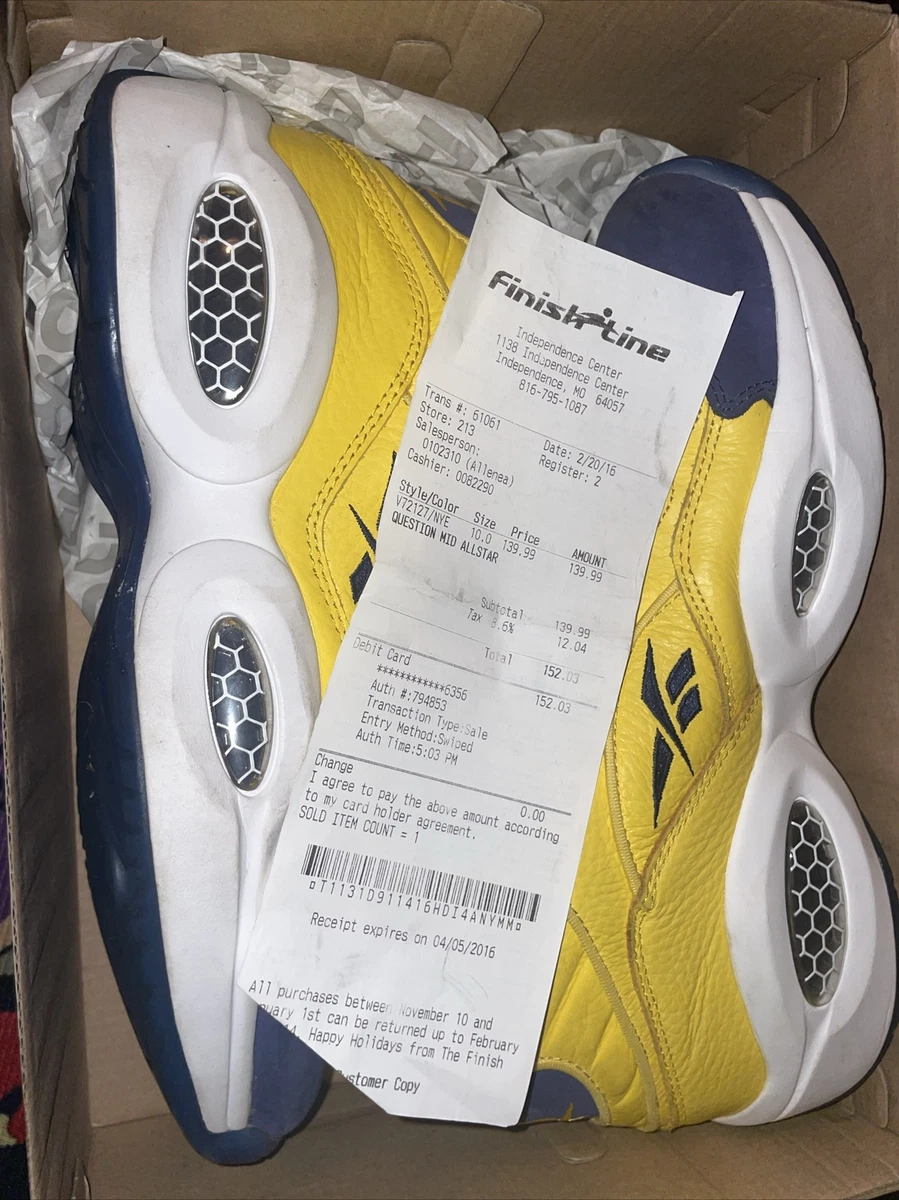 Finish Line
Independence Center
1138 Independence Center
Independence, MO 64057
816-795-1087
Trans #: 61061 Date: 2/20/16
Store: 213 Register: 2
Salesperson:
0102310 (Allenea)
Cashier: 0082290
Style/Color Size Price AMOUNT
V72127/NYE 10.0 139.99 139.99
QUESTION MID ALLSTAR
Subtotal 139.99
Tax 8.6% 12.04
Total 152.03
Debit Card 152.03
************6356
Auth #:794853
Transaction Type:Sale
Entry Method:Swiped
Auth Time:5:03 PM
Change 0.00
I agree to pay the above amount according
to my card holder agreement.
SOLD ITEM COUNT = 1
¤T1131D911416HDI4ANYMM¤
Receipt expires on 04/05/2016
All purchases between November 10 and
nuary 1st can be returned up to February
Happy Holidays from The Finish
ustomer Copy